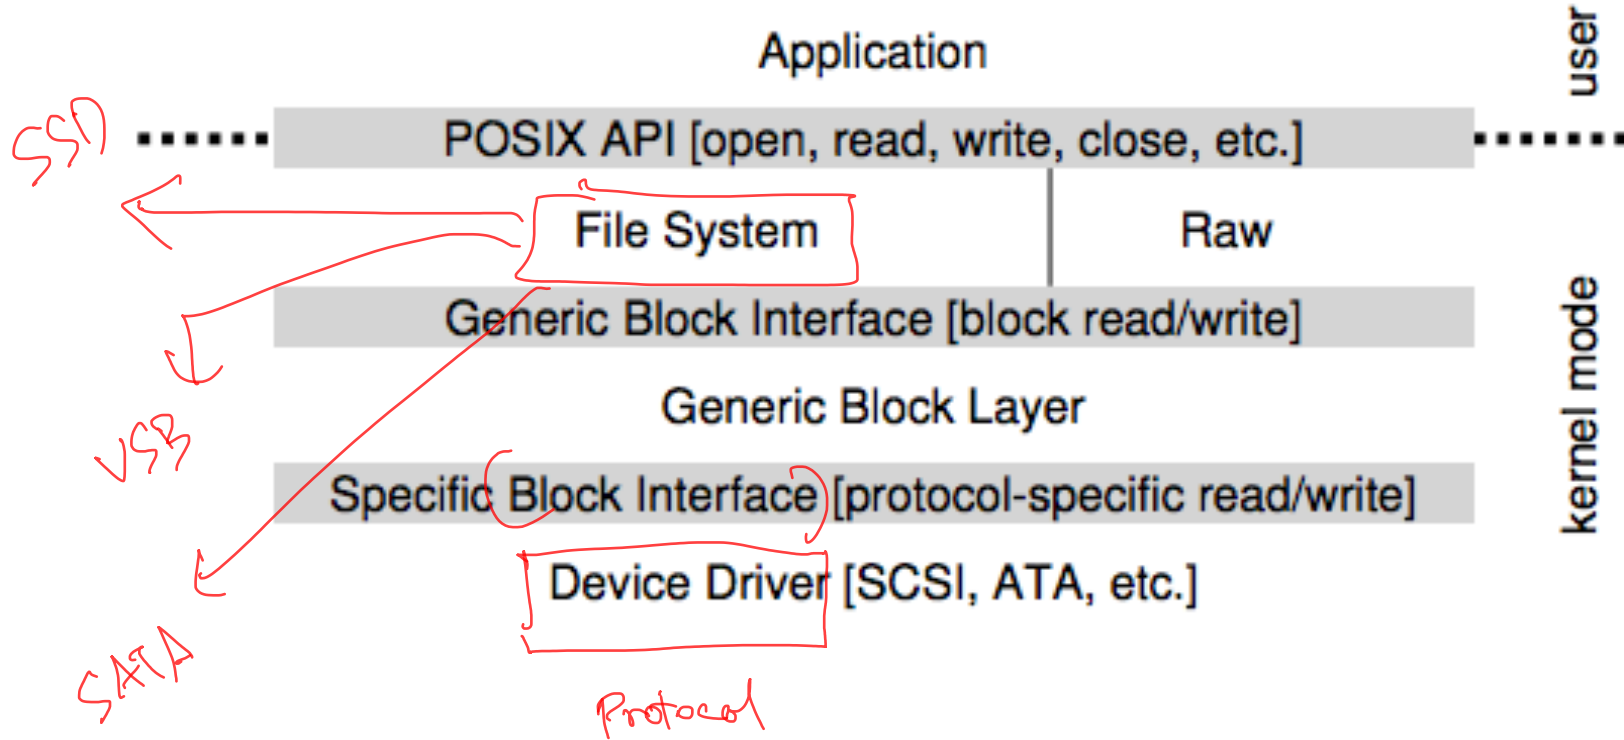 Application
user
SSD
POSIX API [open, read, write, close, etc.]
File System
Raw
Generic Block Interface [block read/write]
kernel mode
Generic Block Layer
USB
Specific Block Interface [protocol-specific read/write]
Device Driver [SCSI, ATA, etc.]
SATA
Protocol